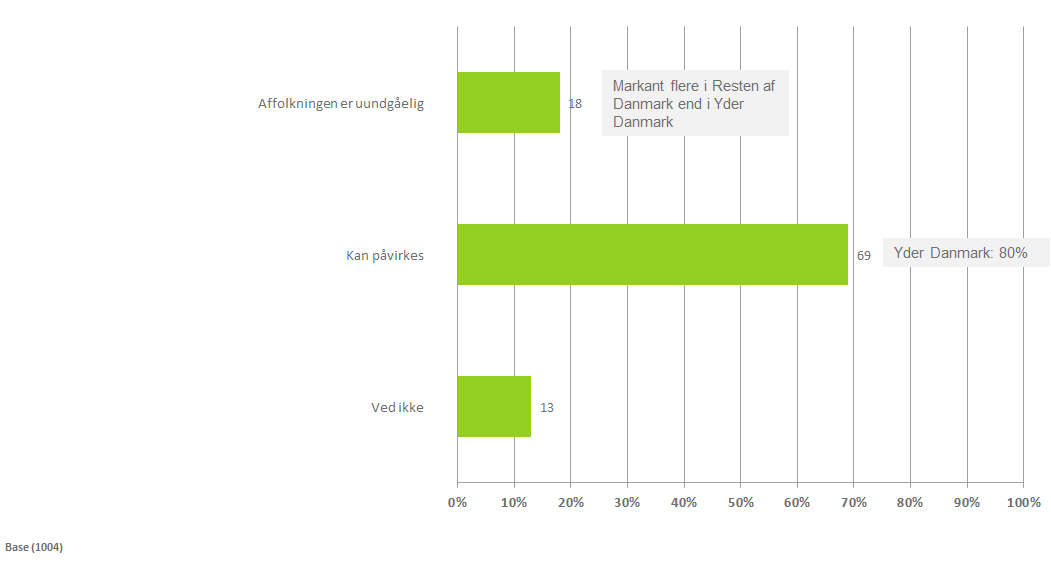 Affolkningen er uundgåelig
18
Markant flere i Resten af
Danmark end i Yder
Danmark
Kan påvirkes
69
Yder Danmark: 80%
Ved ikke
13
0% 10% 20% 30% 40% 50% 60% 70% 80% 90% 100%
Base (1004)